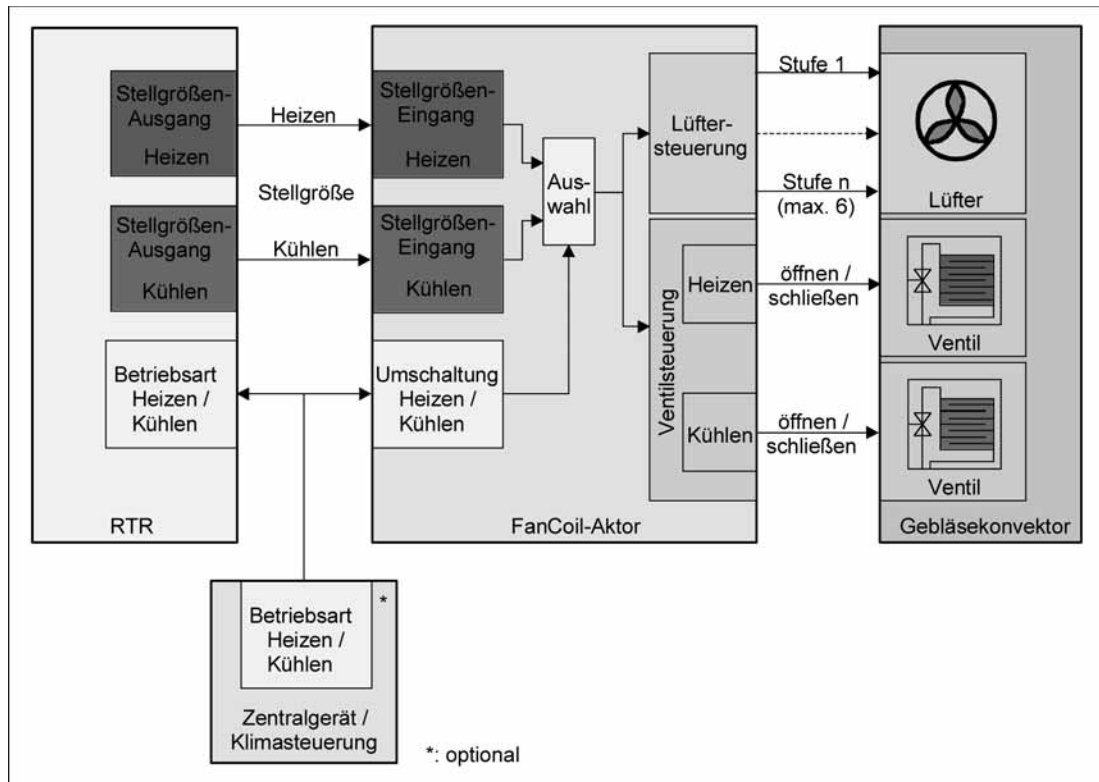 Stellgrößen-
Ausgang
Heizen
Stellgrößen-
Ausgang
Kühlen
Betriebsart
Heizen /
Kühlen
RTR
Heizen
Stellgröße
Kühlen
Stellgrößen-
Eingang
Heizen
Stellgrößen-
Eingang
Kühlen
Umschaltung
Heizen /
Kühlen
Aus-
wahl
Lüfter-
steuerung
Ventilsteuerung
Heizen
Kühlen
FanCoil-Aktor
Stufe 1
Stufe n
(max. 6)
öffnen /
schließen
öffnen /
schließen
Lüfter
Ventil
Ventil
Gebläsekonvektor
Betriebsart
Heizen /
Kühlen
*
Zentralgerät /
Klimasteuerung
*: optional